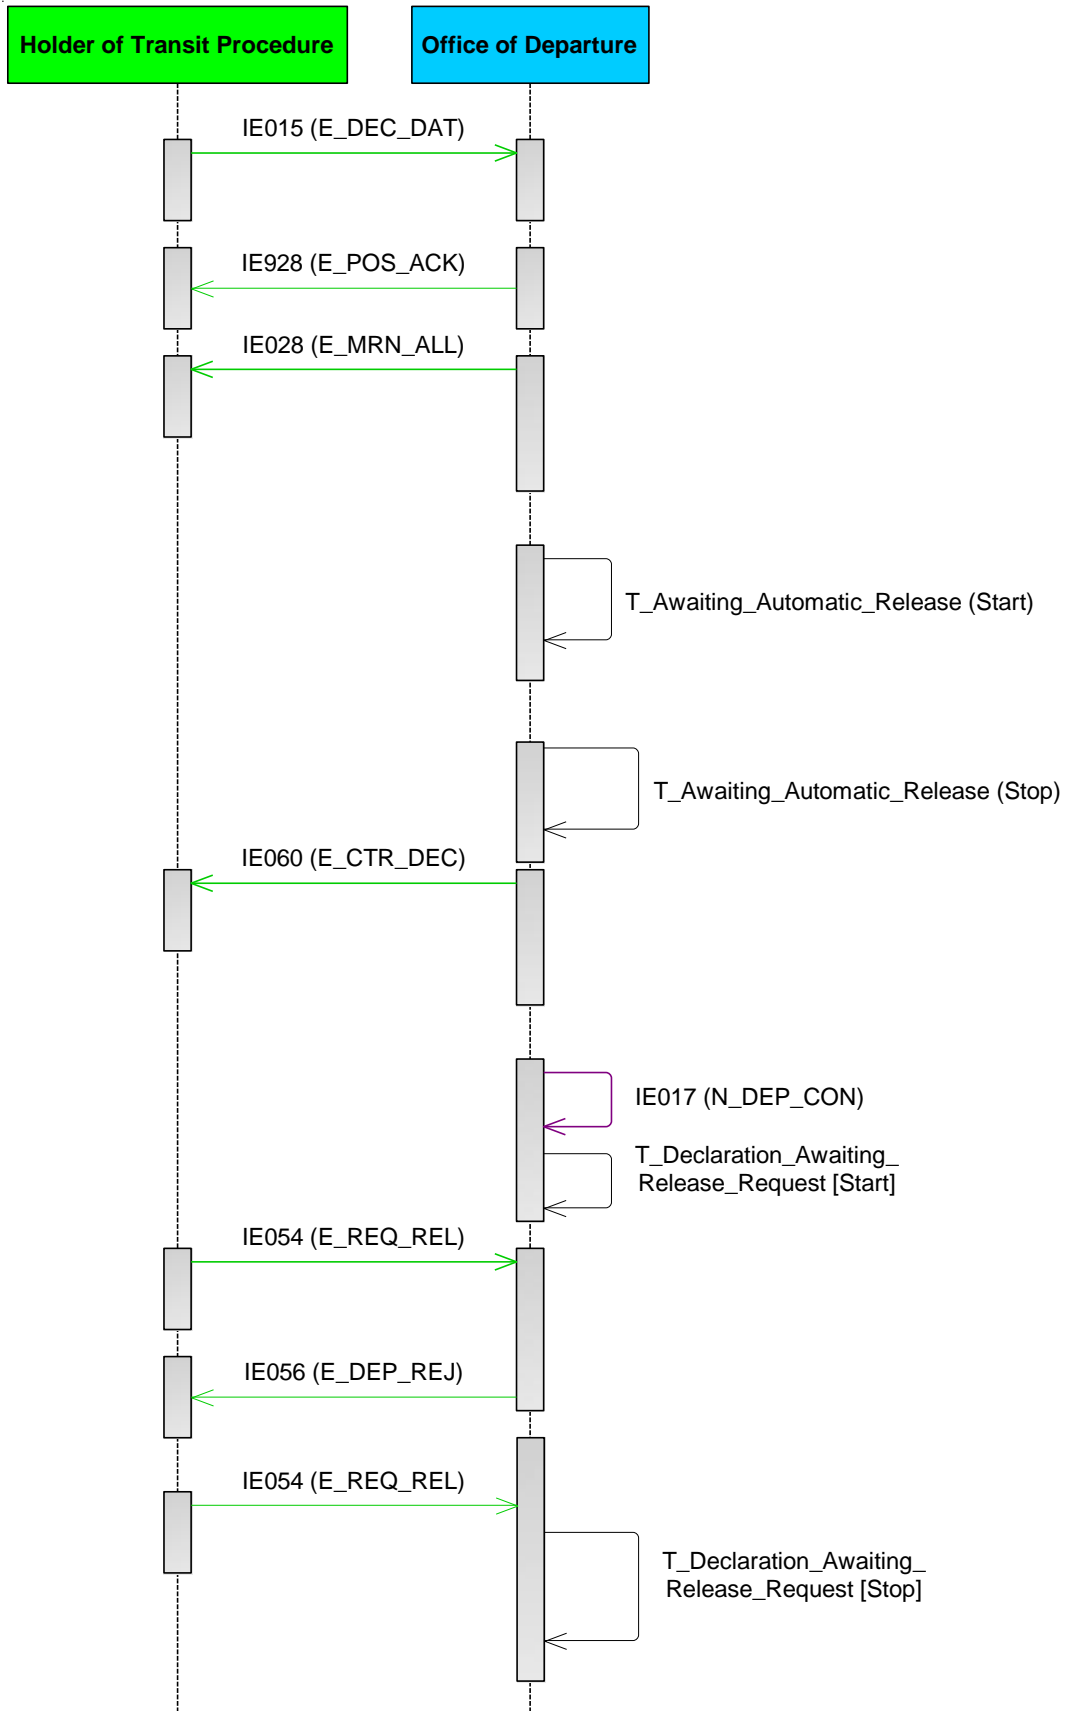 Holder of Transit Procedure
Office of Departure
IE015 (E_DEC_DAT)
IE928 (E_POS_ACK)
IE028 (E_MRN_ALL)
T_Awaiting_Automatic_Release (Start)
T_Awaiting_Automatic_Release (Stop)
IE060 (E_CTR_DEC)
IE017 (N_DEP_CON)
T_Declaration_Awaiting_
Release_Request [Start]
IE054 (E_REQ_REL)
IE056 (E_DEP_REJ)
IE054 (E_REQ_REL)
T_Declaration_Awaiting_
Release_Request [Stop]